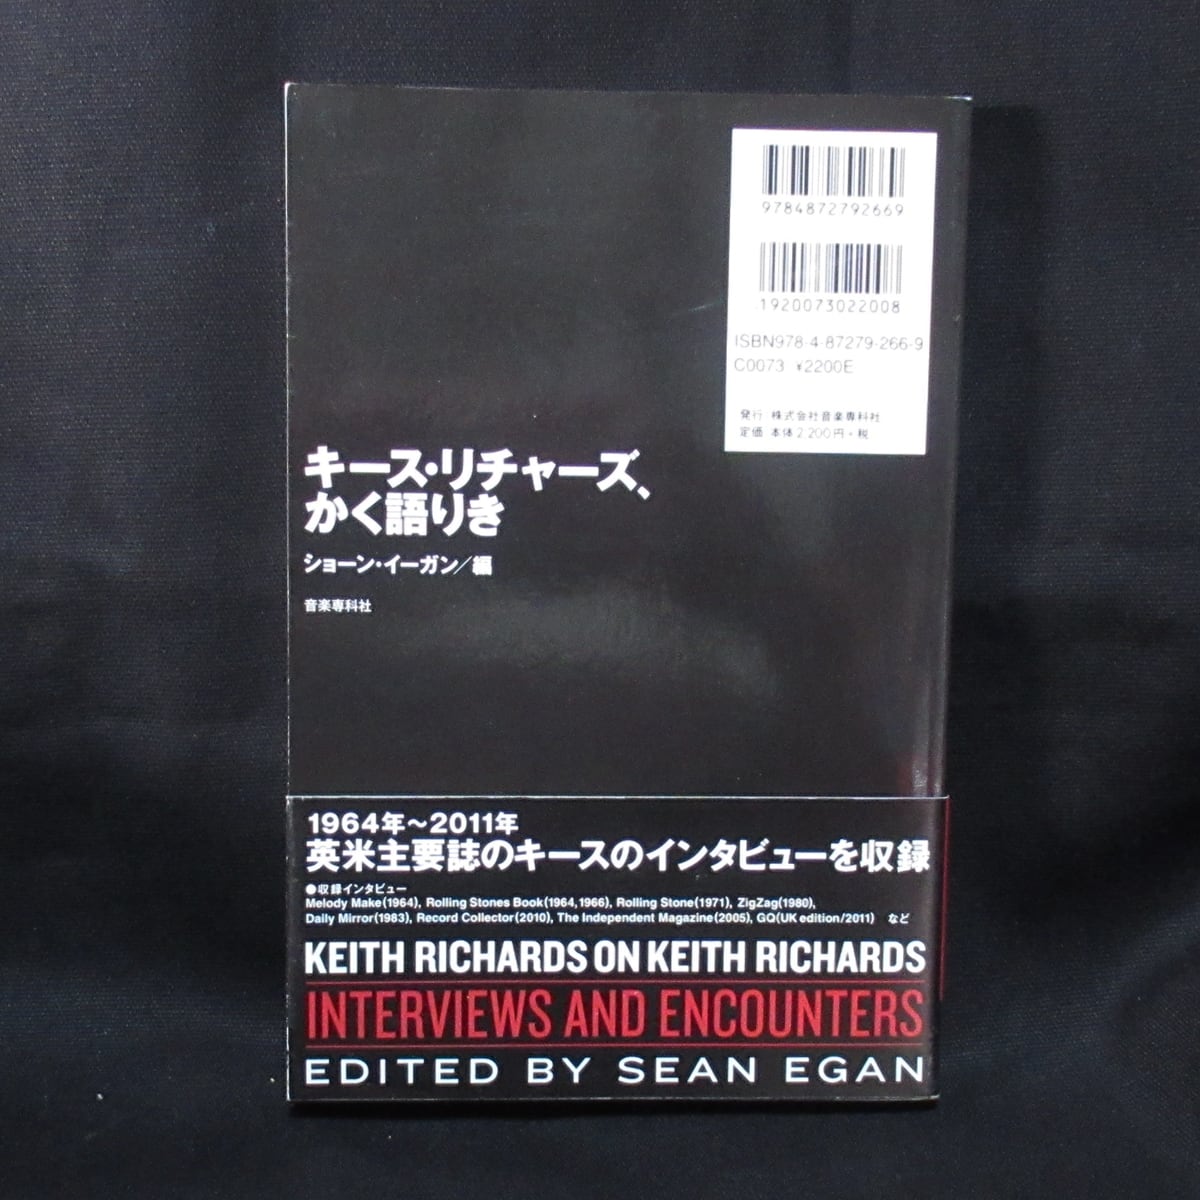 9784872792669
1920073022008
ISBN978-4-87279-266-9
C0073 ¥2200E
発行 株式会社音楽専科社
定価 本体2,200円+税
キース・リチャーズ、
かく語りき
ショーン・イーガン/編
音楽専科社
1964年〜2011年
英米主要誌のキースのインタビューを収録
●収録インタビュー
Melody Make(1964), Rolling Stones Book(1964,1966), Rolling Stone(1971), ZigZag(1980),
Daily Mirror(1983), Record Collector(2010), The Independent Magazine(2005), GQ(UK edition/2011) など
KEITH RICHARDS ON KEITH RICHARDS
INTERVIEWS AND ENCOUNTERS
EDITED BY SEAN EGAN